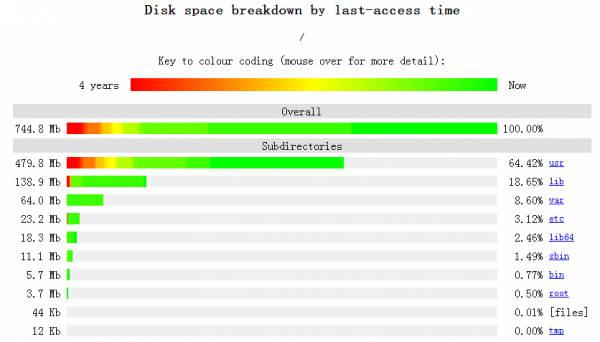 Disk space breakdown by last-access time
/
Key to colour coding (mouse over for more detail):
4 years Now
Overall
744.8 Mb 100.00%
Subdirectories
479.8 Mb 64.42% usr
138.9 Mb 18.65% lib
64.0 Mb 8.60% var
23.2 Mb 3.12% etc
18.3 Mb 2.46% lib64
11.1 Mb 1.49% sbin
5.7 Mb 0.77% bin
3.7 Mb 0.50% root
44 Kb 0.01% [files]
12 Kb 0.00% tmp